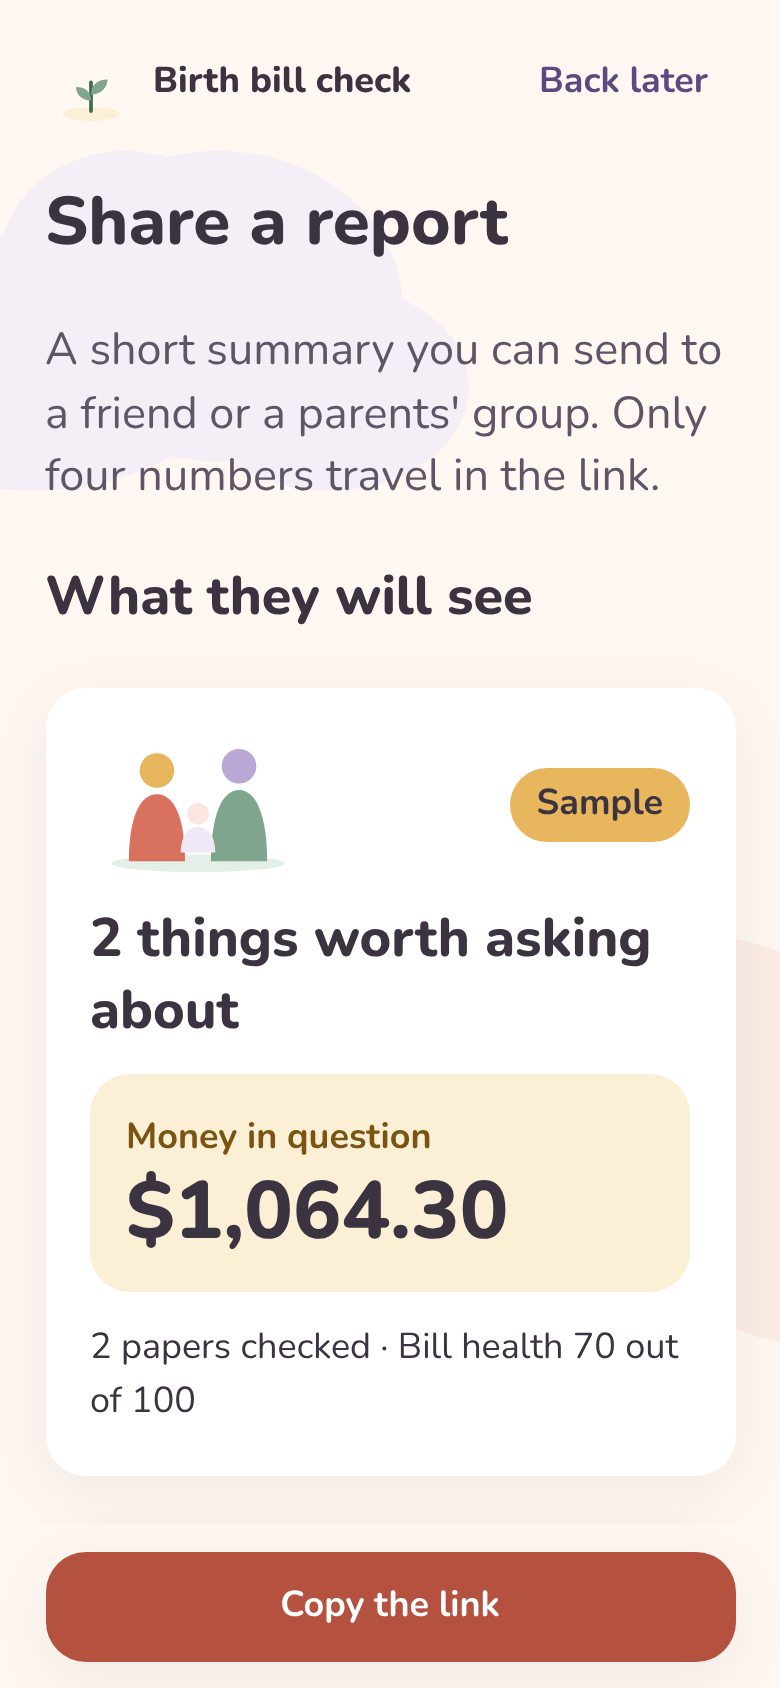 Birth bill check
Back later
Share a report
A short summary you can send to
a friend or a parents' group. Only
four numbers travel in the link.
What they will see
Sample
2 things worth asking
about
Money in question
$1,064.30
2 papers checked · Bill health 70 out
of 100
Copy the link